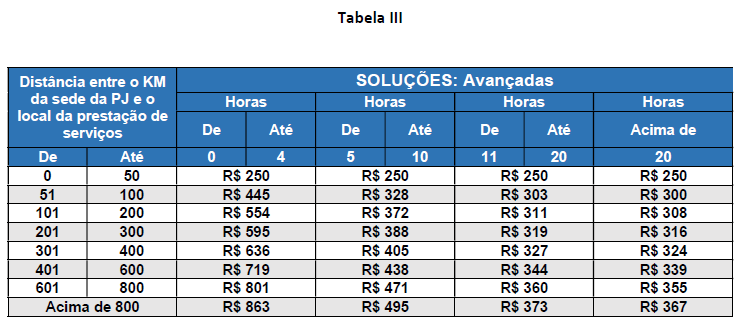 Tabela III
Distância entre o KM da sede da PJ e o local da prestação de serviços
SOLUÇÕES: Avançadas
Horas Horas Horas Horas
De Até De Até De Até Acima de
De Até 0 4 5 10 11 20 20
0 50 R$ 250 R$ 250 R$ 250 R$ 250
51 100 R$ 445 R$ 328 R$ 303 R$ 300
101 200 R$ 554 R$ 372 R$ 311 R$ 308
201 300 R$ 595 R$ 388 R$ 319 R$ 316
301 400 R$ 636 R$ 405 R$ 327 R$ 324
401 600 R$ 719 R$ 438 R$ 344 R$ 339
601 800 R$ 801 R$ 471 R$ 360 R$ 355
Acima de 800 R$ 863 R$ 495 R$ 373 R$ 367